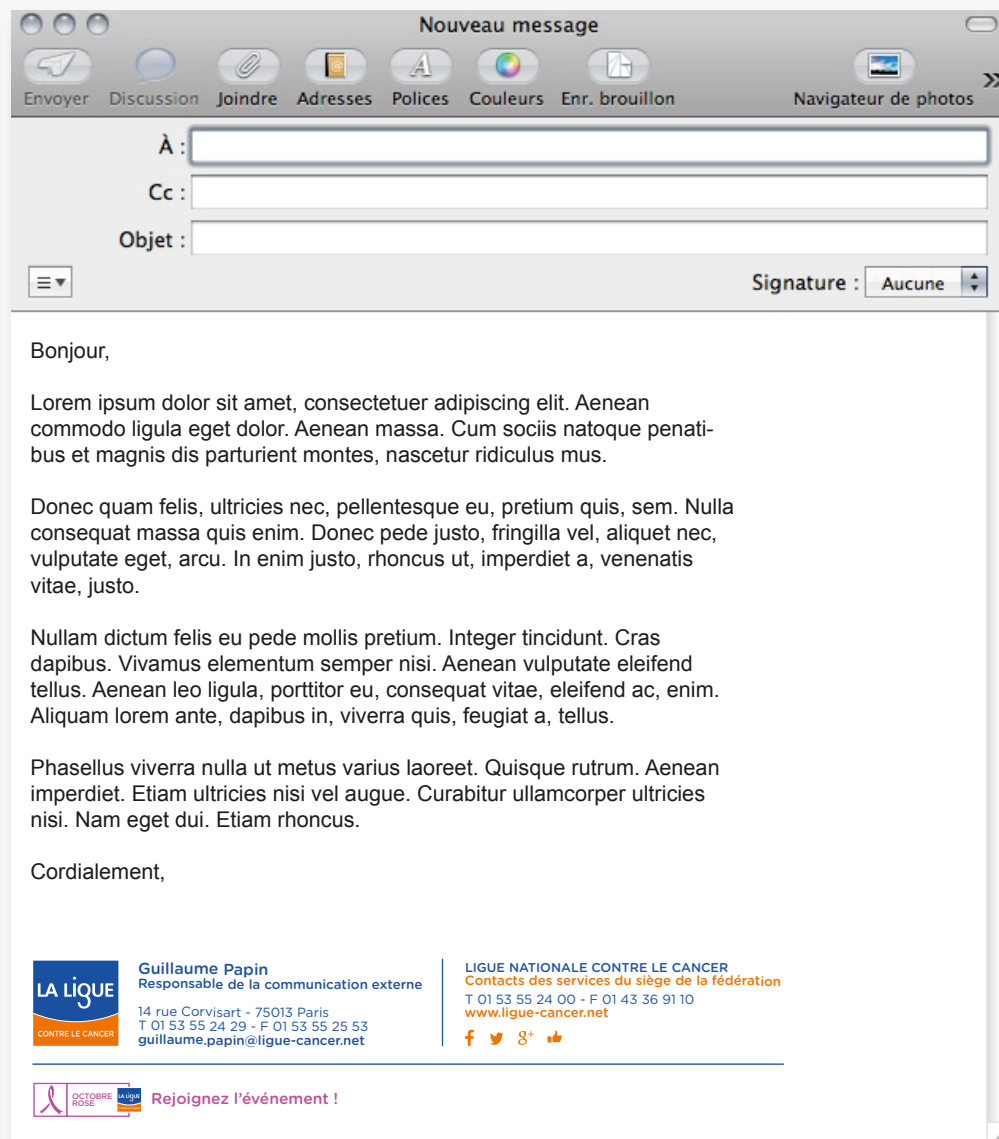 Nouveau message
Envoyer Discussion Joindre Adresses Polices Couleurs Enr. brouillon Navigateur de photos
À :
Cc :
Objet :
Signature : Aucune
Bonjour,
Lorem ipsum dolor sit amet, consectetuer adipiscing elit. Aenean
commodo ligula eget dolor. Aenean massa. Cum sociis natoque penati-
bus et magnis dis parturient montes, nascetur ridiculus mus.
Donec quam felis, ultricies nec, pellentesque eu, pretium quis, sem. Nulla
consequat massa quis enim. Donec pede justo, fringilla vel, aliquet nec,
vulputate eget, arcu. In enim justo, rhoncus ut, imperdiet a, venenatis
vitae, justo.
Nullam dictum felis eu pede mollis pretium. Integer tincidunt. Cras
dapibus. Vivamus elementum semper nisi. Aenean vulputate eleifend
tellus. Aenean leo ligula, porttitor eu, consequat vitae, eleifend ac, enim.
Aliquam lorem ante, dapibus in, viverra quis, feugiat a, tellus.
Phasellus viverra nulla ut metus varius laoreet. Quisque rutrum. Aenean
imperdiet. Etiam ultricies nisi vel augue. Curabitur ullamcorper ultricies
nisi. Nam eget dui. Etiam rhoncus.
Cordialement,
LA LiGUE
CONTRE LE CANCER
Guillaume Papin
Responsable de la communication externe
14 rue Corvisart - 75013 Paris
T 01 53 55 24 29 - F 01 53 55 25 53
guillaume.papin@ligue-cancer.net
LIGUE NATIONALE CONTRE LE CANCER
Contacts des services du siège de la fédération
T 01 53 55 24 00 - F 01 43 36 91 10
www.ligue-cancer.net
OCTOBRE
ROSE
LA LiGUE
Rejoignez l'événement !